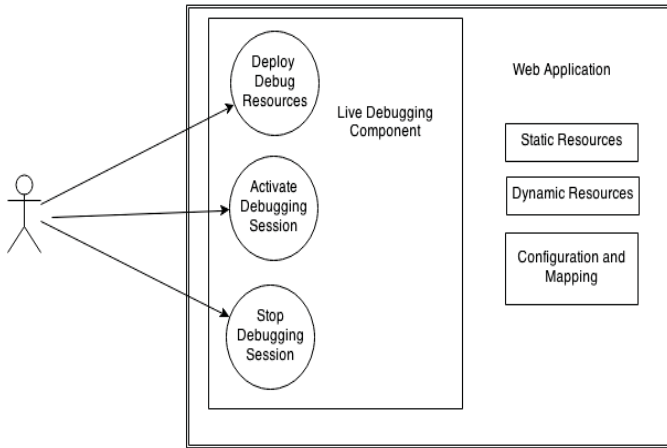 Deploy
Debug
Resources
Live Debugging
Component
Activate
Debugging
Session
Stop
Debugging
Session
Web Application
Static Resources
Dynamic Resources
Configuration and
Mapping